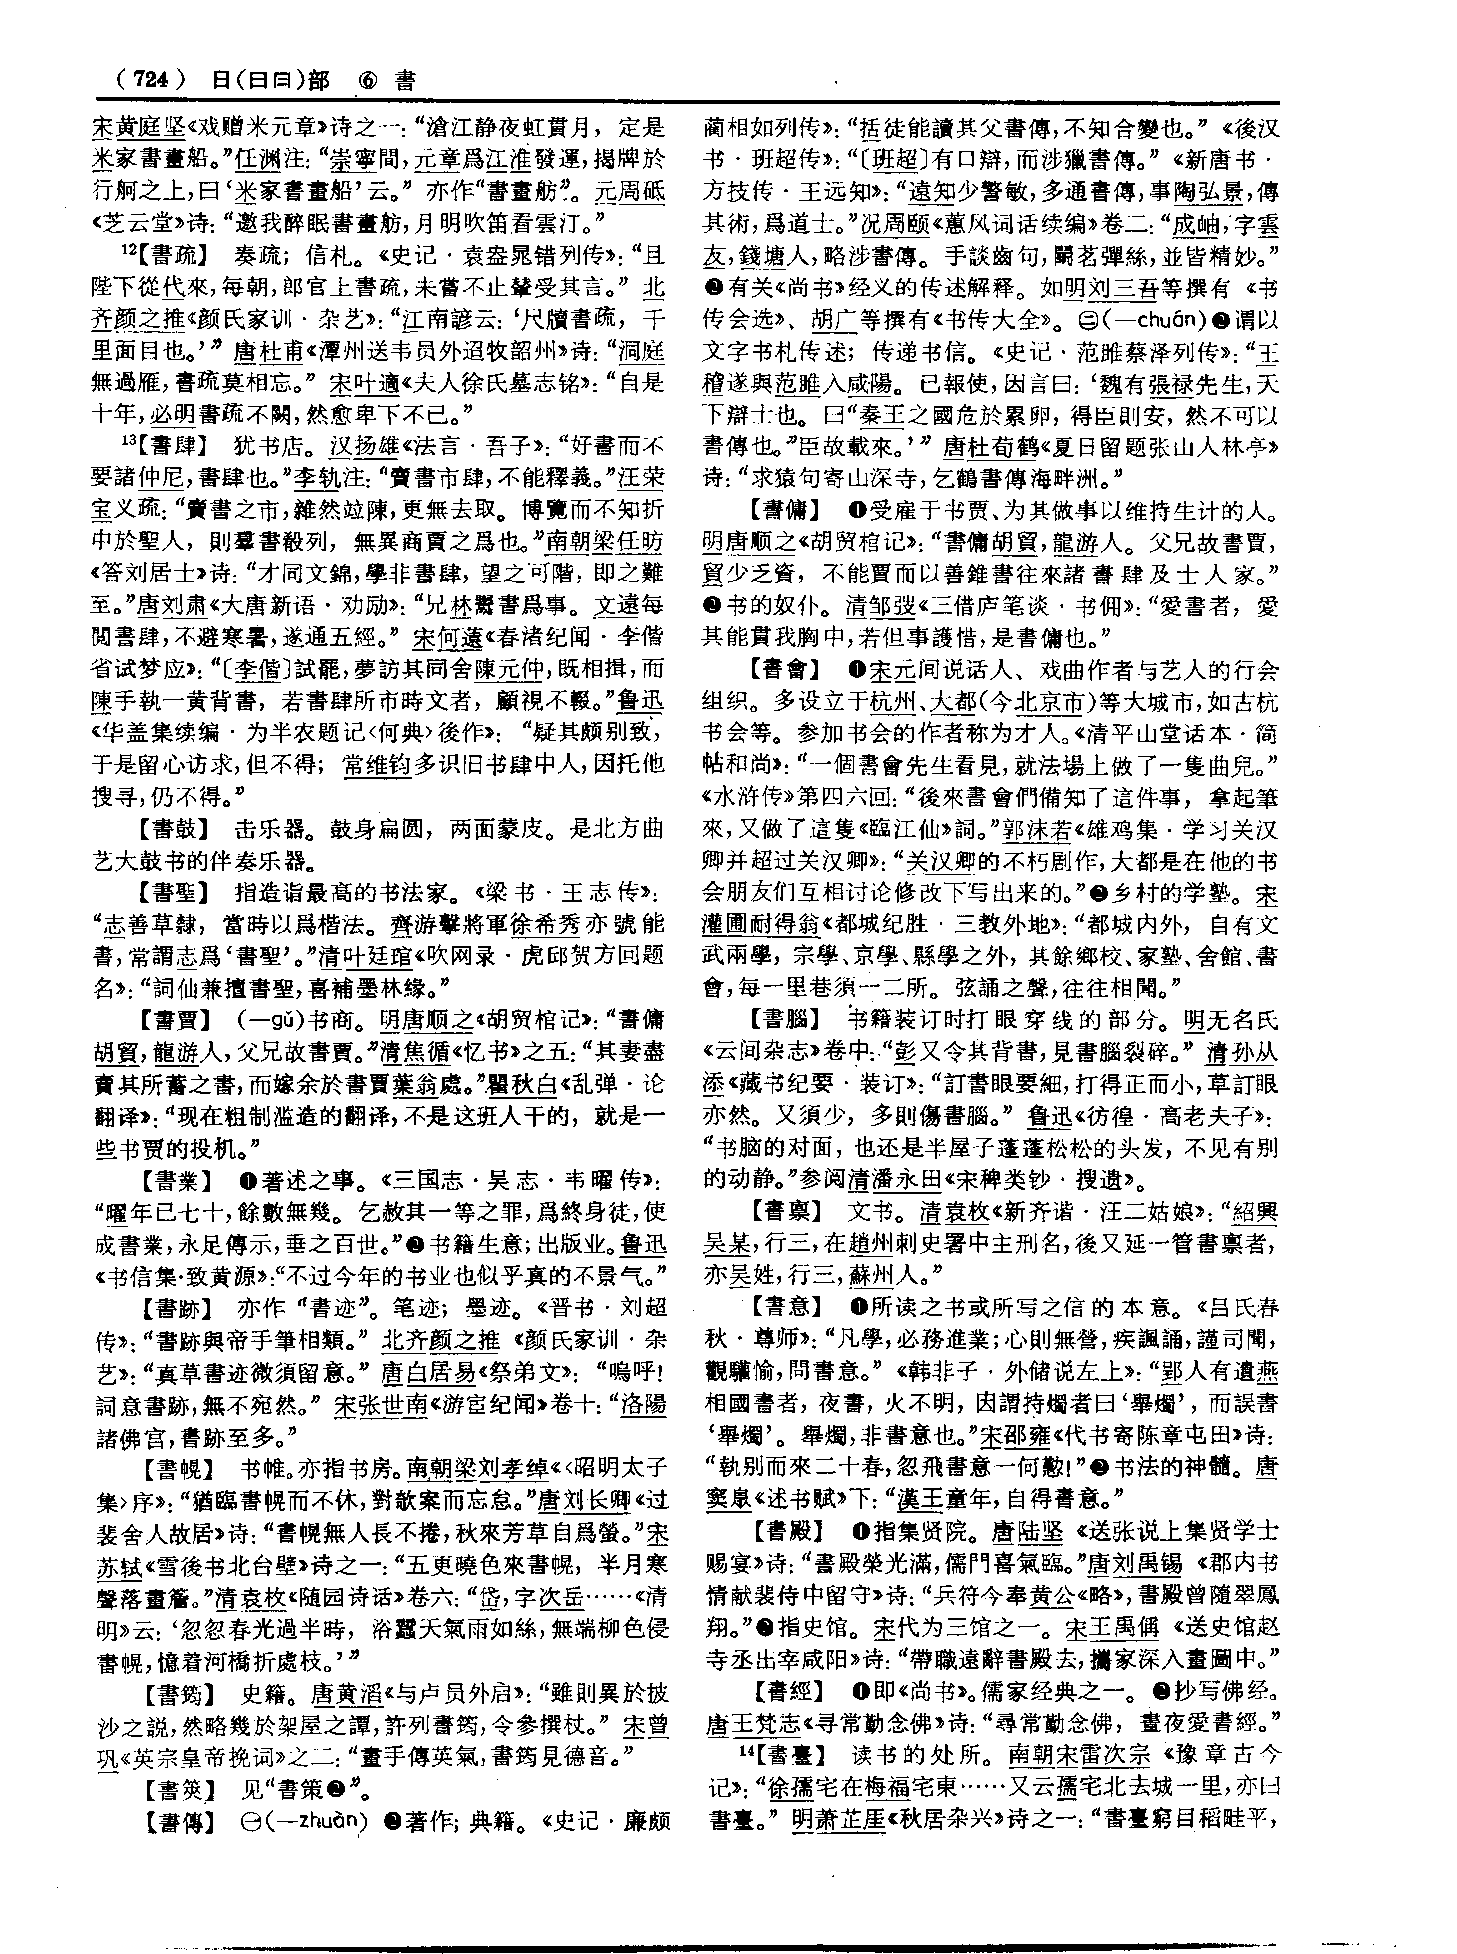 （724） 日(曰⺜)部 ⑥ 書
宋黄庭坚《戏赠米元章》诗之一：“滄江静夜虹貫月，定是
米家書畫船。”任渊注：“崇寧間，元章爲江淮發運，揭牌於
行舸之上，曰‘米家書畫船’云。”亦作“書畫舫”。元周砥
《芝云堂》诗：“邀我醉眠書畫舫，月明吹笛看雲汀。”
12【書疏】 奏疏；信札。《史记·袁盎晁错列传》：“且
陛下從代來，每朝，郎官上書疏，未嘗不止輦受其言。”北
齐颜之推《颜氏家训·杂艺》：“江南諺云：‘尺牘書疏，千
里面目也。’”唐杜甫《潭州送韦员外迢牧韶州》诗：“洞庭
無過雁，書疏莫相忘。”宋叶適《夫人徐氏墓志铭》：“自是
十年，必明書疏不闕，然愈卑下不已。”
13【書肆】 犹书店。汉扬雄《法言·吾子》：“好書而不
要諸仲尼，書肆也。”李轨注：“賣書市肆，不能釋義。”汪荣
宝义疏：“賣書之市，雜然竝陳，更無去取。博覽而不知折
中於聖人，則羣書殽列，無異商賈之爲也。”南朝梁任昉
《答刘居士》诗：“才同文錦，學非書肆，望之可階，即之難
至。”唐刘肃《大唐新语·劝励》：“兄林鬻書爲事。文遠每
閲書肆，不避寒暑，遂通五經。”宋何薳《春渚纪闻·李偕
省试梦应》：“〔李偕〕試罷，夢訪其同舍陳元仲，既相揖，而
陳手執一黄背書，若書肆所市時文者，顧視不輟。”鲁迅
《华盖集续编·为半农题记〈何典〉後作》：“疑其颇别致，
于是留心访求，但不得；常维钧多识旧书肆中人，因托他
搜寻，仍不得。”
【書鼓】 击乐器。鼓身扁圆，两面蒙皮。是北方曲
艺大鼓书的伴奏乐器。
【書聖】 指造诣最高的书法家。《梁书·王志传》：
“志善草隸，當時以爲楷法。齊游擊將軍徐希秀亦號能
書，常謂志爲‘書聖’。”清叶廷琯《吹网录·虎邱贺方回题
名》：“詞仙兼擅書聖，喜補墨林緣。”
【書賈】 (—gǔ)书商。明唐顺之《胡贸棺记》：“書傭
胡貿，龍游人，父兄故書賈。”清焦循《忆书》之五：“其妻盡
賣其所蓄之書，而嫁余於書賈葉翁處。”瞿秋白《乱弹·论
翻译》：“现在粗制滥造的翻译，不是这班人干的，就是一
些书贾的投机。”
【書業】 ❶著述之事。《三国志·吴志·韦曜传》：
“曜年已七十，餘數無幾。乞赦其一等之罪，爲終身徒，使
成書業，永足傳示，垂之百世。”❷书籍生意；出版业。鲁迅
《书信集·致黄源》：“不过今年的书业也似乎真的不景气。”
【書跡】 亦作“書迹”。笔迹；墨迹。《晋书·刘超
传》：“書跡與帝手筆相類。”北齐颜之推《颜氏家训·杂
艺》：“真草書迹微須留意。”唐白居易《祭弟文》：“嗚呼！
詞意書跡，無不宛然。”宋张世南《游宦纪闻》卷十：“洛陽
諸佛宫，書跡至多。”
【書幌】 书帷。亦指书房。南朝梁刘孝绰《〈昭明太子
集〉序》：“猶臨書幌而不休，對欹案而忘怠。”唐刘长卿《过
裴舍人故居》诗：“書幌無人長不捲，秋來芳草自爲螢。”宋
苏轼《雪後书北台壁》诗之一：“五更曉色來書幌，半月寒
聲落畫簷。”清袁枚《随园诗话》卷六：“岱，字次岳……《清
明》云：‘忽忽春光過半時，浴蠶天氣雨如絲，無端柳色侵
書幌，憶着河橋折處枝。’”
【書筠】 史籍。唐黄滔《与卢员外启》：“雖則異於披
沙之説，然略幾於架屋之譚，許列書筠，令參撰杖。”宋曾
巩《英宗皇帝挽词》之二：“畫手傳英氣，書筠見德音。”
【書筴】 见“書策❷”。
【書傳】 ㊀(—zhuàn) ❶著作；典籍。《史记·廉颇
蔺相如列传》：“括徒能讀其父書傳，不知合變也。”《後汉
书·班超传》：“〔班超〕有口辯，而涉獵書傳。”《新唐书·
方技传·王远知》：“遠知少警敏，多通書傳，事陶弘景，傳
其術，爲道士。”况周颐《蕙风词话续编》卷二：“成岫，字雲
友，錢塘人，略涉書傳。手談齒句，鬭茗彈絲，並皆精妙。”
❷有关《尚书》经义的传述解释。如明刘三吾等撰有《书
传会选》、胡广等撰有《书传大全》。㊁(—chuán)❷谓以
文字书札传述；传递书信。《史记·范雎蔡泽列传》：“王
稽遂與范雎入咸陽。已報使，因言曰：‘魏有張禄先生，天
下辯士也。曰“秦王之國危於累卵，得臣則安，然不可以
書傳也。”臣故載來。’”唐杜荀鹤《夏日留题张山人林亭》
诗：“求猿句寄山深寺，乞鶴書傳海畔洲。”
【書傭】 ❶受雇于书贾、为其做事以维持生计的人。
明唐顺之《胡贸棺记》：“書傭胡貿，龍游人。父兄故書賈，
貿少乏資，不能賈而以善錐書往來諸書肆及士人家。”
❷书的奴仆。清邹弢《三借庐笔谈·书佣》：“愛書者，愛
其能貫我胸中，若但事護惜，是書傭也。”
【書會】 ❶宋元间说话人、戏曲作者与艺人的行会
组织。多设立于杭州、大都(今北京市)等大城市，如古杭
书会等。参加书会的作者称为才人。《清平山堂话本·简
帖和尚》：“一個書會先生看見，就法場上做了一隻曲兒。”
《水浒传》第四六回：“後來書會們備知了這件事，拿起筆
來，又做了這隻《臨江仙》詞。”郭沫若《雄鸡集·学习关汉
卿并超过关汉卿》：“关汉卿的不朽剧作，大都是在他的书
会朋友们互相讨论修改下写出来的。”❷乡村的学塾。宋
灌圃耐得翁《都城纪胜·三教外地》：“都城内外，自有文
武兩學，宗學、京學、縣學之外，其餘鄉校、家塾、舍館、書
會，每一里巷須一二所。弦誦之聲，往往相聞。”
【書腦】 书籍装订时打眼穿线的部分。明无名氏
《云间杂志》卷中：“彭又令其背書，見書腦裂碎。”清孙从
添《藏书纪要·装订》：“訂書眼要細，打得正而小，草訂眼
亦然。又須少，多則傷書腦。”鲁迅《彷徨·高老夫子》：
“书脑的对面，也还是半屋子蓬蓬松松的头发，不见有别
的动静。”参阅清潘永田《宋稗类钞·搜遗》。
【書禀】 文书。清袁枚《新齐谐·汪二姑娘》：“紹興
吴某，行三，在趙州刺史署中主刑名，後又延一管書禀者，
亦吴姓，行三，蘇州人。”
【書意】 ❶所读之书或所写之信的本意。《吕氏春
秋·尊师》：“凡學，必務進業；心則無營，疾諷誦，謹司聞，
觀驩愉，問書意。”《韩非子·外储说左上》：“郢人有遺燕
相國書者，夜書，火不明，因謂持燭者曰‘舉燭’，而誤書
‘舉燭’。舉燭，非書意也。”宋邵雍《代书寄陈章屯田》诗：
“執别而來二十春，忽飛書意一何懃！”❷书法的神髓。唐
窦臮《述书赋》下：“漢王童年，自得書意。”
【書殿】 ❶指集贤院。唐陆坚《送张说上集贤学士
赐宴》诗：“書殿榮光滿，儒門喜氣臨。”唐刘禹锡《郡内书
情献裴侍中留守》诗：“兵符今奉黄公《略》，書殿曾隨翠鳳
翔。”❷指史馆。宋代为三馆之一。宋王禹偁《送史馆赵
寺丞出宰咸阳》诗：“帶職遠辭書殿去，攜家深入畫圖中。”
【書經】 ❶即《尚书》。儒家经典之一。❷抄写佛经。
唐王梵志《寻常勤念佛》诗：“尋常勤念佛，晝夜愛書經。”
14【書臺】 读书的处所。南朝宋雷次宗《豫章古今
记》：“徐孺宅在梅福宅東……又云孺宅北去城一里，亦曰
書臺。”明萧芷厓《秋居杂兴》诗之一：“書臺窮目稻畦平，